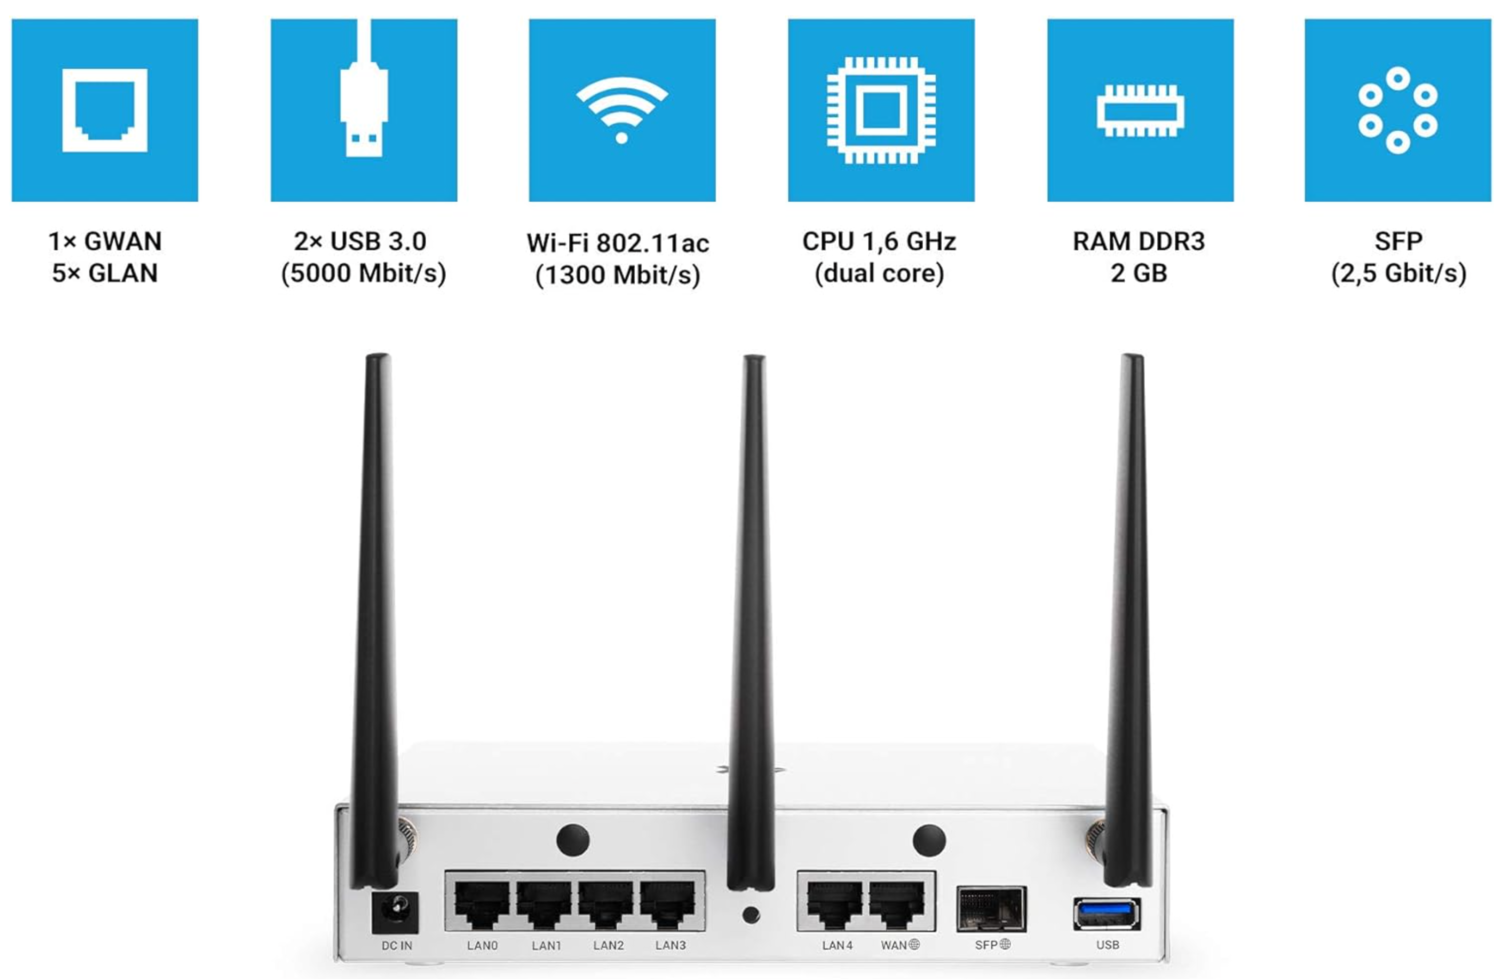 1× GWAN
5× GLAN
2× USB 3.0
(5000 Mbit/s)
Wi-Fi 802.11ac
(1300 Mbit/s)
CPU 1,6 GHz
(dual core)
RAM DDR3
2 GB
SFP
(2,5 Gbit/s)
DC IN
LAN0
LAN1
LAN2
LAN3
LAN4
WAN
SFP
USB